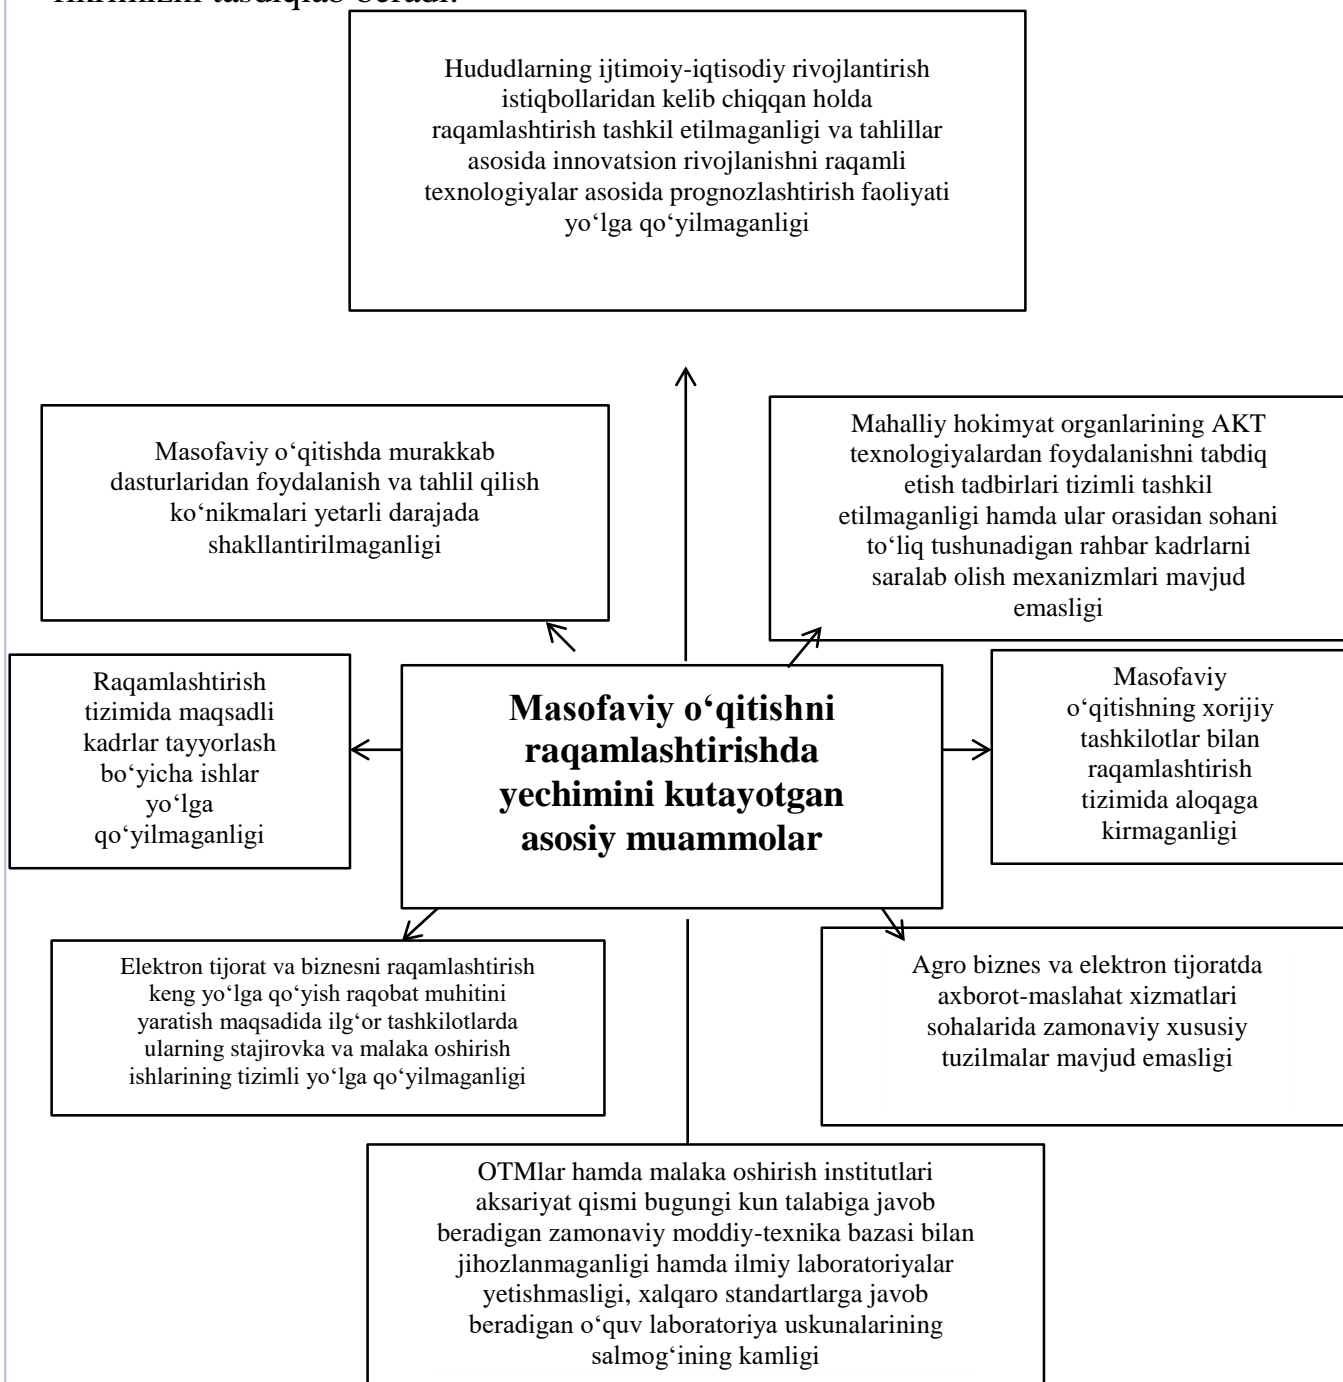 fikrimizni tasdiqlab beradi.
Hududlarning ijtimoiy-iqtisodiy rivojlantirish
istiqbollaridan kelib chiqqan holda
raqamlashtirish tashkil etilmaganligi va tahlillar
asosida innovatsion rivojlanishni raqamli
texnologiyalar asosida prognozlashtirish faoliyati
yo‘lga qo‘yilmaganligi
Masofaviy o‘qitishda murakkab
dasturlaridan foydalanish va tahlil qilish
ko‘nikmalari yetarli darajada
shakllantirilmaganligi
Mahalliy hokimyat organlarining AKT
texnologiyalardan foydalanishni tabdiq
etish tadbirlari tizimli tashkil
etilmaganligi hamda ular orasidan sohani
to‘liq tushunadigan rahbar kadrlarni
saralab olish mexanizmlari mavjud
emasligi
Raqamlashtirish
tizimida maqsadli
kadrlar tayyorlash
bo‘yicha ishlar
yo‘lga
qo‘yilmaganligi
Masofaviy o‘qitishni
raqamlashtirishda
yechimini kutayotgan
asosiy muammolar
Masofaviy
o‘qitishning xorijiy
tashkilotlar bilan
raqamlashtirish
tizimida aloqaga
kirmaganligi
Elektron tijorat va biznesni raqamlashtirish
keng yo‘lga qo‘yish raqobat muhitini
yaratish maqsadida ilg‘or tashkilotlarda
ularning stajirovka va malaka oshirish
ishlarining tizimli yo‘lga qo‘yilmaganligi
Agro biznes va elektron tijoratda
axborot-maslahat xizmatlari
sohalarida zamonaviy xususiy
tuzilmalar mavjud emasligi
OTMlar hamda malaka oshirish institutlari
aksariyat qismi bugungi kun talabiga javob
beradigan zamonaviy moddiy-texnika bazasi bilan
jihozlanmaganligi hamda ilmiy laboratoriyalar
yetishmasligi, xalqaro standartlarga javob
beradigan o‘quv laboratoriya uskunalarining
salmog‘ining kamligi